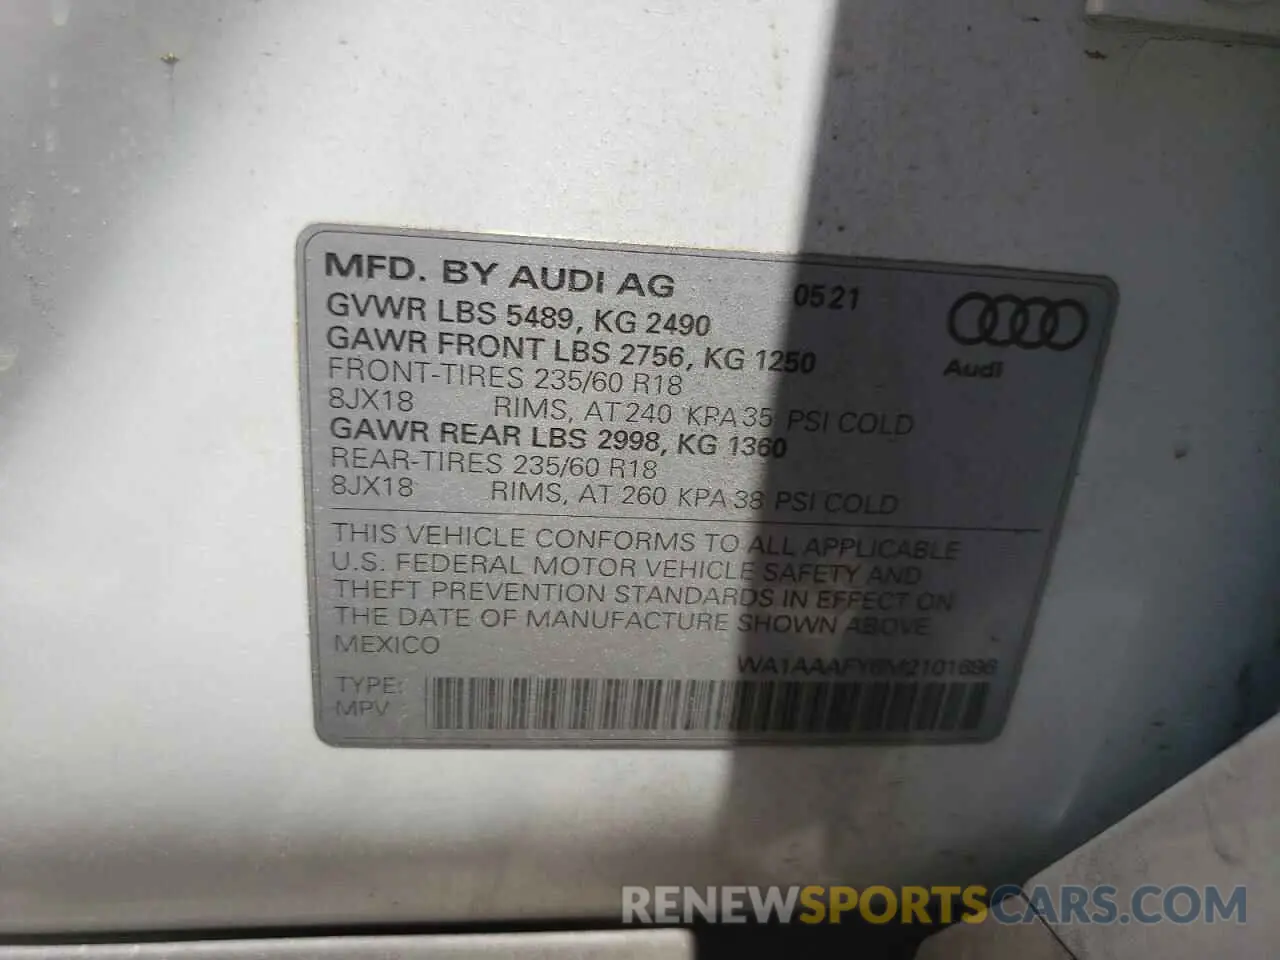 MFD. BY AUDI AG 0521
GVWR LBS 5489, KG 2490
GAWR FRONT LBS 2756, KG 1250
Audi
FRONT-TIRES 235/60 R18
8JX18 RIMS, AT 240 KPA 35 PSI COLD
GAWR REAR LBS 2998, KG 1360
REAR-TIRES 235/60 R18
8JX18 RIMS, AT 260 KPA 38 PSI COLD
THIS VEHICLE CONFORMS TO ALL APPLICABLE
U.S. FEDERAL MOTOR VEHICLE SAFETY AND
THEFT PREVENTION STANDARDS IN EFFECT ON
THE DATE OF MANUFACTURE SHOWN ABOVE
MEXICO
WA1AAAFY6M2101696
TYPE:
MPV
RENEWSPORTSCARS.COM